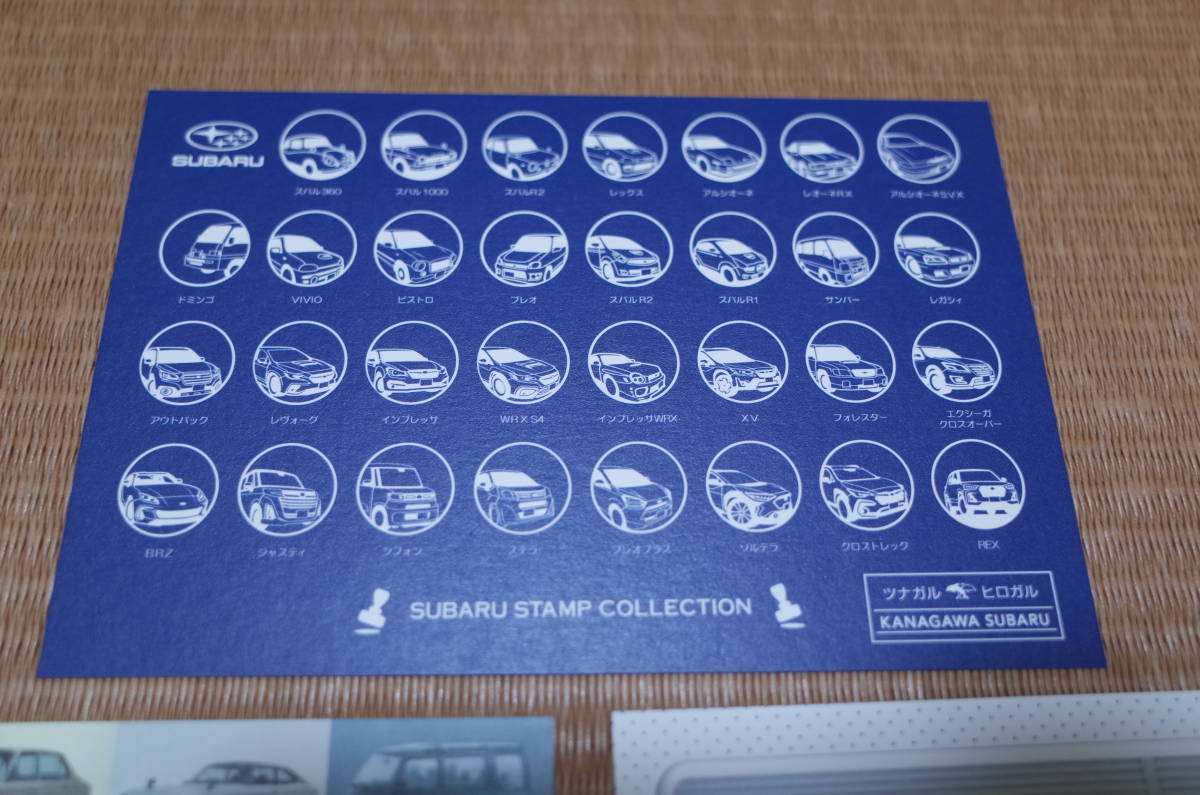 SUBARU
スバル360 スバル1000 スバルR2 レックス アルシオーネ レオーネRX アルシオーネSVX
ドミンゴ VIVIO ビストロ プレオ スバルR2 スバルR1 サンバー レガシィ
アウトバック レヴォーグ インプレッサ WRX S4 インプレッサWRX XV フォレスター エクシーガ
クロスオーバー
BRZ ジャスティ シフォン ステラ プレオプラス ソルテラ クロストレック REX
SUBARU STAMP COLLECTION
ツナガル ヒロガル
KANAGAWA SUBARU